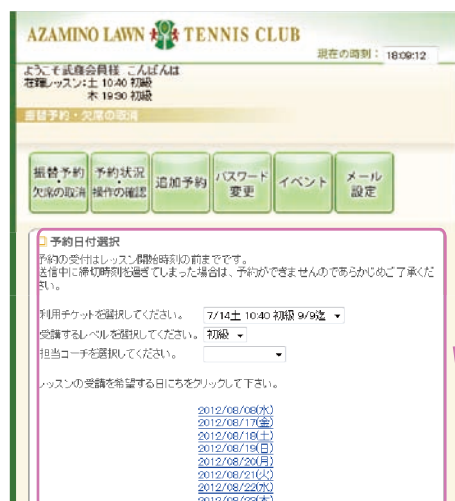 AZAMINO LAWN TENNIS CLUB
現在の時刻： 18:09:12
ようこそ武蔵会員様 こんばんは
在籍レッスン：土 10:40 初級
木 19:30 初級
振替予約・欠席の取消
振替予約 予約状況 追加予約 パスワード イベント メール
欠席の取消 操作の確認 変更 設定
予約日付選択
予約の受付はレッスン開始時刻の前までです。
送信中に締切時刻を過ぎてしまった場合は、予約ができませんのであらかじめご了承くだ
さい。
利用チケットを選択してください。 7/14土 10:40 初級 9/9迄
受講するレベルを選択してください。 初級
担当コーチを選択してください。
レッスンの受講を希望する日にちをクリックして下さい。
2012/08/08(水)
2012/08/17(金)
2012/08/18(土)
2012/08/19(日)
2012/08/20(月)
2012/08/21(火)
2012/08/22(水)
2012/08/23(木)